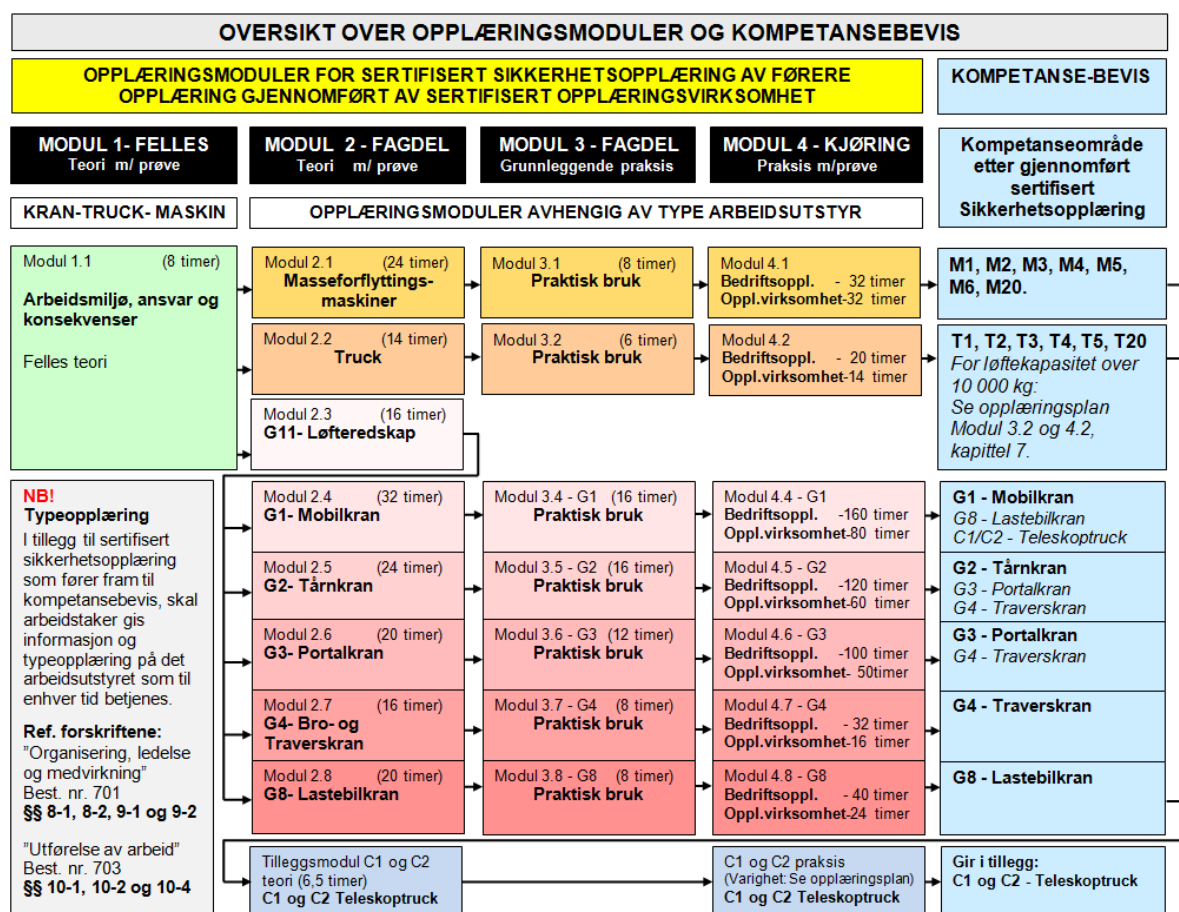 OVERSIKT OVER OPPLÆRINGSMODULER OG KOMPETANSEBEVIS
OPPLÆRINGSMODULER FOR SERTIFISERT SIKKERHETSOPPLÆRING AV FØRERE
OPPLÆRING GJENNOMFØRT AV SERTIFISERT OPPLÆRINGSVIRKSOMHET
KOMPETANSE-BEVIS
MODUL 1- FELLES
Teori m/ prøve
MODUL 2 - FAGDEL
Teori m/ prøve
MODUL 3 - FAGDEL
Grunnleggende praksis
MODUL 4 - KJØRING
Praksis m/prøve
Kompetanseområde
etter gjennomført
sertifisert
Sikkerhetsopplæring
KRAN-TRUCK- MASKIN
OPPLÆRINGSMODULER AVHENGIG AV TYPE ARBEIDSUTSTYR
Modul 1.1 (8 timer)
Arbeidsmiljø, ansvar og
konsekvenser
Felles teori
Modul 2.1 (24 timer)
Masseforflyttings-
maskiner
Modul 3.1 (8 timer)
Praktisk bruk
Modul 4.1
Bedriftsoppl. - 32 timer
Oppl.virksomhet-32 timer
M1, M2, M3, M4, M5,
M6, M20.
Modul 2.2 (14 timer)
Truck
Modul 3.2 (6 timer)
Praktisk bruk
Modul 4.2
Bedriftsoppl. - 20 timer
Oppl.virksomhet-14 timer
T1, T2, T3, T4, T5, T20
For løftekapasitet over
10 000 kg:
Se opplæringsplan
Modul 3.2 og 4.2,
kapittel 7.
Modul 2.3 (16 timer)
G11- Løfteredskap
NB!
Typeopplæring
I tillegg til sertifisert
sikkerhetsopplæring
som fører fram til
kompetansebevis, skal
arbeidstaker gis
informasjon og
typeopplæring på det
arbeidsutstyret som til
enhver tid betjenes.
Ref. forskriftene:
"Organisering, ledelse
og medvirkning"
Best. nr. 701
§§ 8-1, 8-2, 9-1 og 9-2
"Utførelse av arbeid"
Best. nr. 703
§§ 10-1, 10-2 og 10-4
Modul 2.4 (32 timer)
G1- Mobilkran
Modul 3.4 - G1 (16 timer)
Praktisk bruk
Modul 4.4 - G1
Bedriftsoppl. -160 timer
Oppl.virksomhet-80 timer
G1 - Mobilkran
G8 - Lastebilkran
C1/C2 - Teleskoptruck
Modul 2.5 (24 timer)
G2- Tårnkran
Modul 3.5 - G2 (16 timer)
Praktisk bruk
Modul 4.5 - G2
Bedriftsoppl. -120 timer
Oppl.virksomhet-60 timer
G2 - Tårnkran
G3 - Portalkran
G4 - Traverskran
Modul 2.6 (20 timer)
G3- Portalkran
Modul 3.6 - G3 (12 timer)
Praktisk bruk
Modul 4.6 - G3
Bedriftsoppl. -100 timer
Oppl.virksomhet- 50timer
G3 - Portalkran
G4 - Traverskran
Modul 2.7 (16 timer)
G4- Bro- og
Traverskran
Modul 3.7 - G4 (8 timer)
Praktisk bruk
Modul 4.7 - G4
Bedriftsoppl. - 32 timer
Oppl.virksomhet-16 timer
G4 - Traverskran
Modul 2.8 (20 timer)
G8- Lastebilkran
Modul 3.8 - G8 (8 timer)
Praktisk bruk
Modul 4.8 - G8
Bedriftsoppl. - 40 timer
Oppl.virksomhet-24 timer
G8 - Lastebilkran
Tilleggsmodul C1 og C2
teori (6,5 timer)
C1 og C2 Teleskoptruck
C1 og C2 praksis
(Varighet: Se opplæringsplan)
C1 og C2 Teleskoptruck
Gir i tillegg:
C1 og C2 - Teleskoptruck